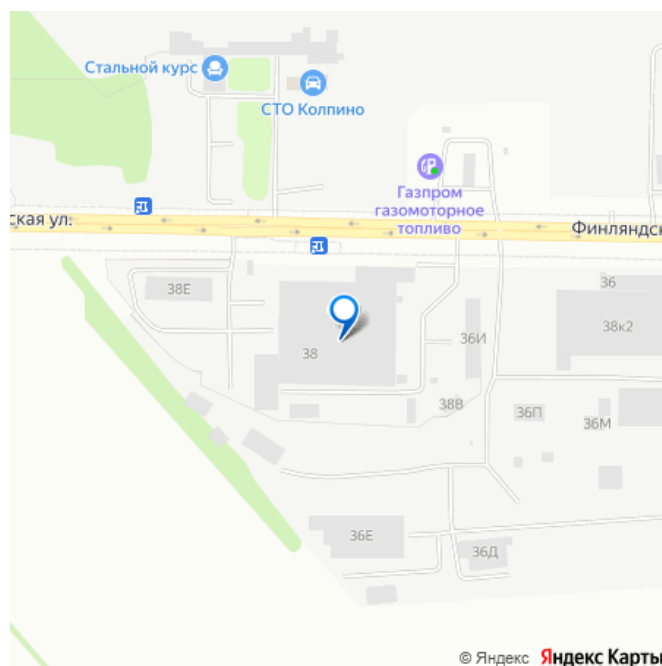 Стальной курс
СТО Колпино
Газпром
газомоторное
топливо
ская ул.
Финляндск
38Е
36
38к2
36И
38
38В
36П
36М
36Е
36Д
© Яндекс Яндекс Карты